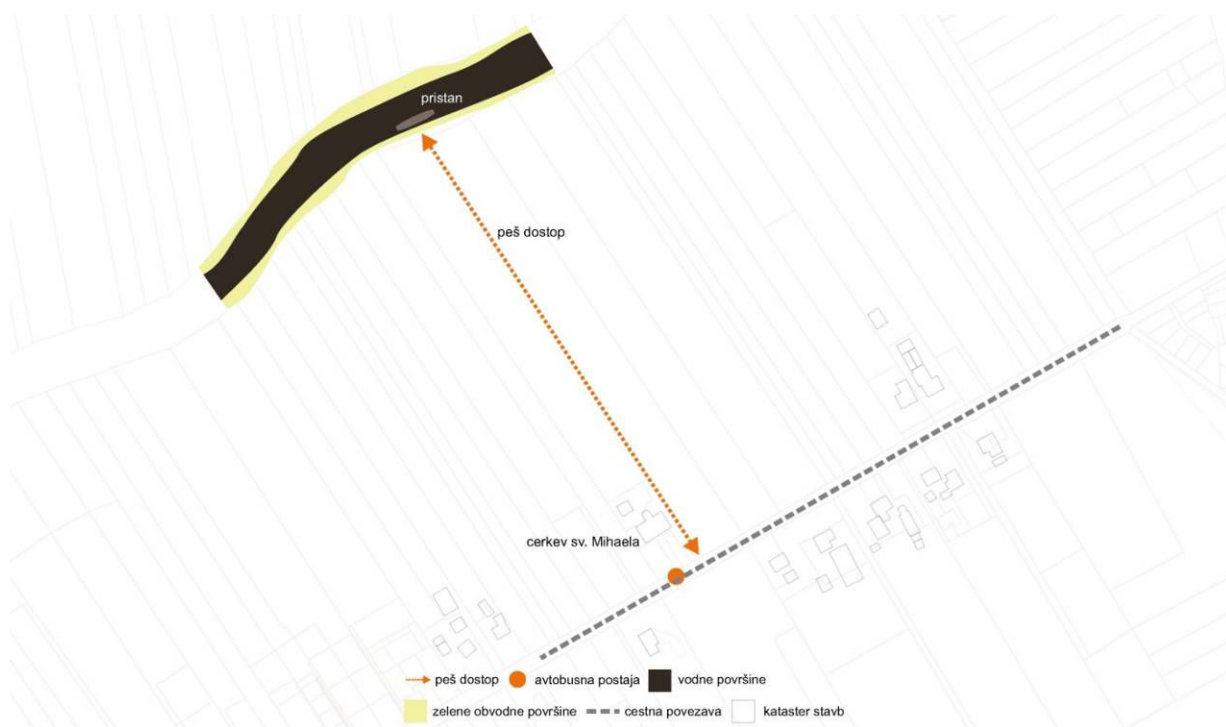 pristan
peš dostop
cerkev sv. Mihaela
peš dostop avtobusna postaja vodne površine
zelene obvodne površine cestna povezava kataster stavb